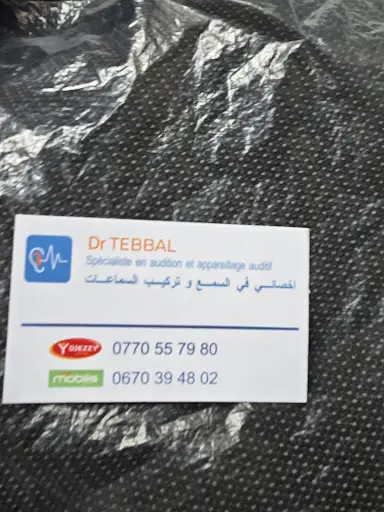 Dr TEBBAL
Spécialiste en audition et appareillage auditif
اخصائي في السمع و تركيب السماعات
DJEZZY 0770 55 79 80
mobilis 0670 39 48 02